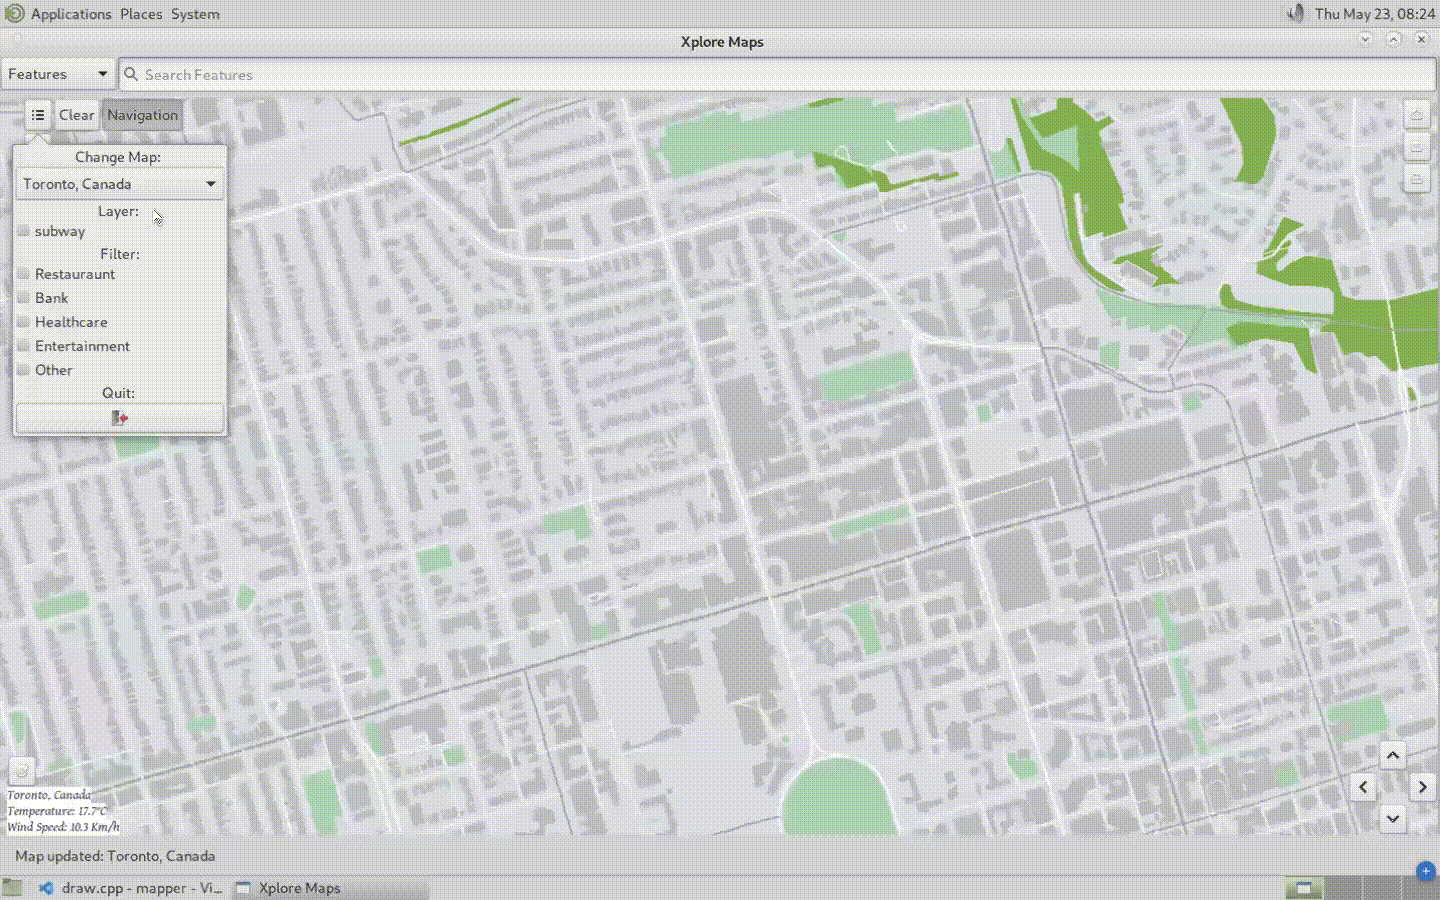 Applications Places System
Thu May 23, 08:24
Xplore Maps
Features
Search Features
Clear
Navigation
Change Map:
Toronto, Canada
Layer:
subway
Filter:
Restauraunt
Bank
Healthcare
Entertainment
Other
Quit:
Toronto, Canada
Temperature: 17.7°C
Wind Speed: 10.3 Km/h
Map updated: Toronto, Canada
draw.cpp - mapper - Vi...
Xplore Maps